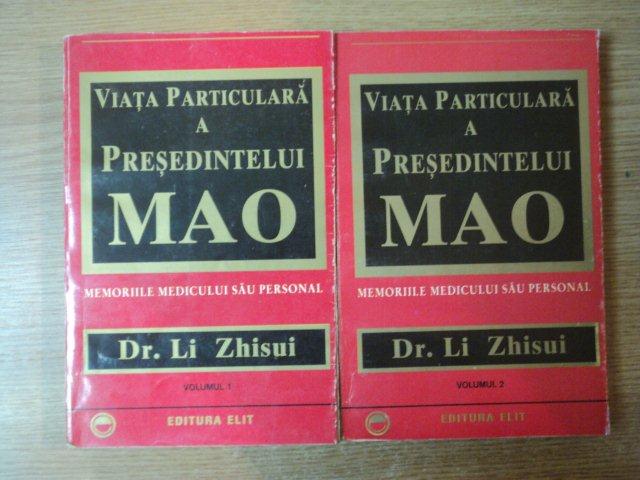 VIAȚA PARTICULARĂ
A
PREȘEDINTELUI
MAO
MEMORIILE MEDICULUI SĂU PERSONAL
Dr. Li Zhisui
VOLUMUL 1
EDITURA ELIT
VIAȚA PARTICULARĂ
A
PREȘEDINTELUI
MAO
MEMORIILE MEDICULUI SĂU PERSONAL
Dr. Li Zhisui
VOLUMUL 2
EDITURA ELIT